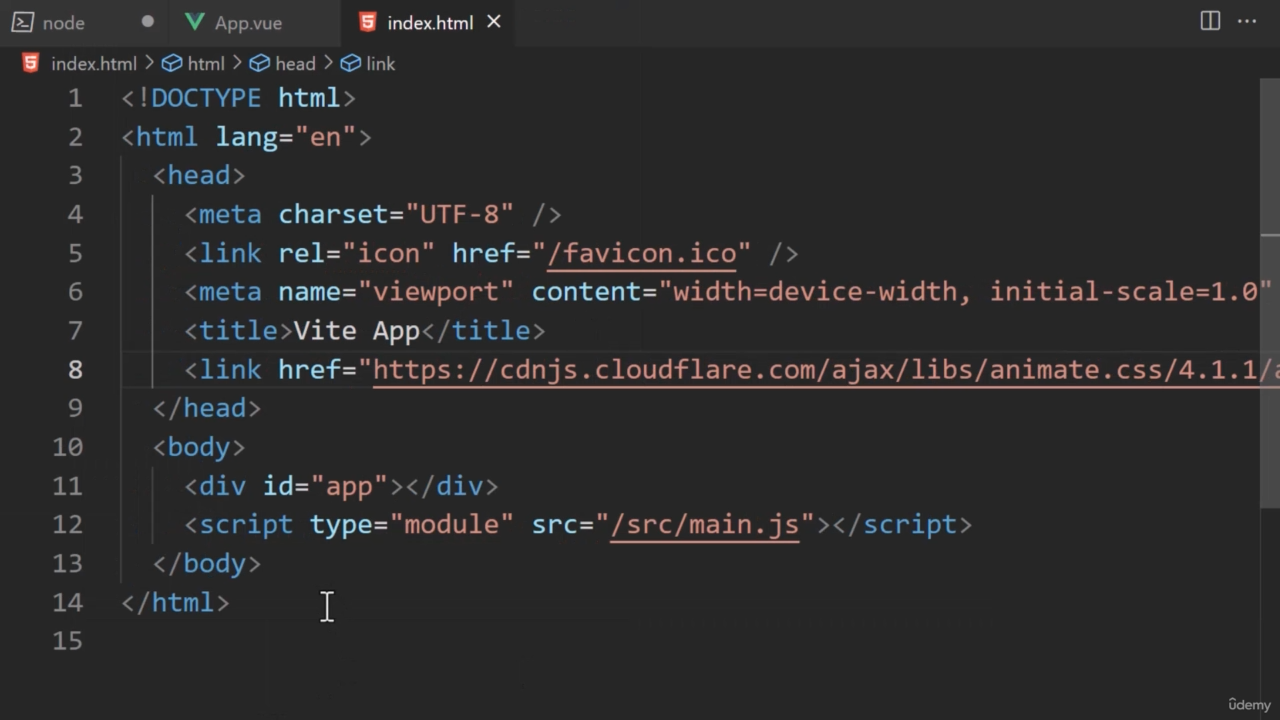 node App.vue index.html
index.html html head link
1 <!DOCTYPE html>
2 <html lang="en">
3 <head>
4 <meta charset="UTF-8" />
5 <link rel="icon" href="/favicon.ico" />
6 <meta name="viewport" content="width=device-width, initial-scale=1.0"
7 <title>Vite App</title>
8 <link href="https://cdnjs.cloudflare.com/ajax/libs/animate.css/4.1.1/a
9 </head>
10 <body>
11 <div id="app"></div>
12 <script type="module" src="/src/main.js"></script>
13 </body>
14 </html>
15
udemy